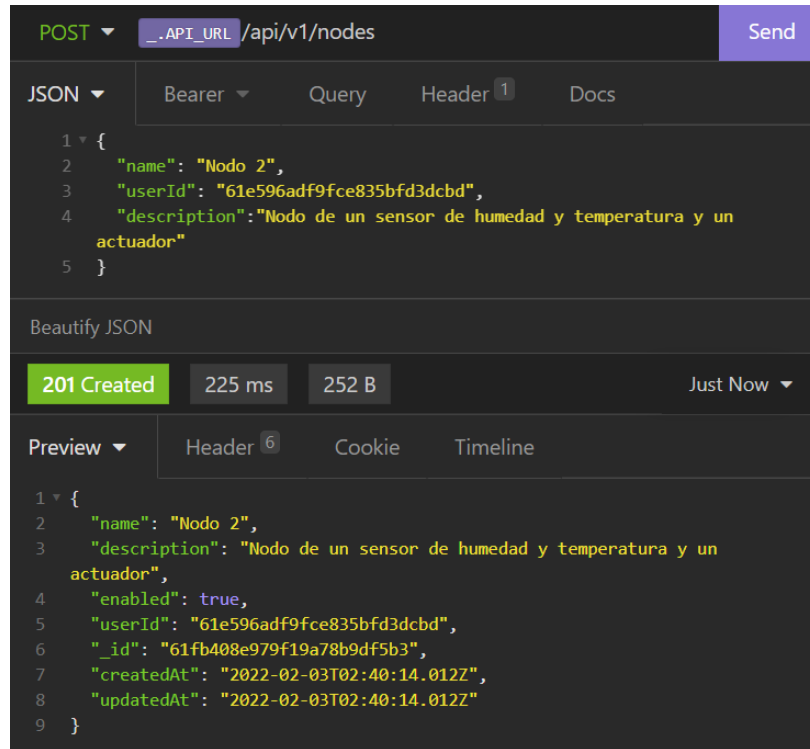 POST _.API_URL /api/v1/nodes Send
JSON Bearer Query Header 1 Docs
1 {
2 "name": "Nodo 2",
3 "userId": "61e596adf9fce835bfd3dcbd",
4 "description":"Nodo de un sensor de humedad y temperatura y un
actuador"
5 }
Beautify JSON
201 Created 225 ms 252 B Just Now
Preview Header 6 Cookie Timeline
1 {
2 "name": "Nodo 2",
3 "description": "Nodo de un sensor de humedad y temperatura y un
actuador",
4 "enabled": true,
5 "userId": "61e596adf9fce835bfd3dcbd",
6 "_id": "61fb408e979f19a78b9df5b3",
7 "createdAt": "2022-02-03T02:40:14.012Z",
8 "updatedAt": "2022-02-03T02:40:14.012Z"
9 }